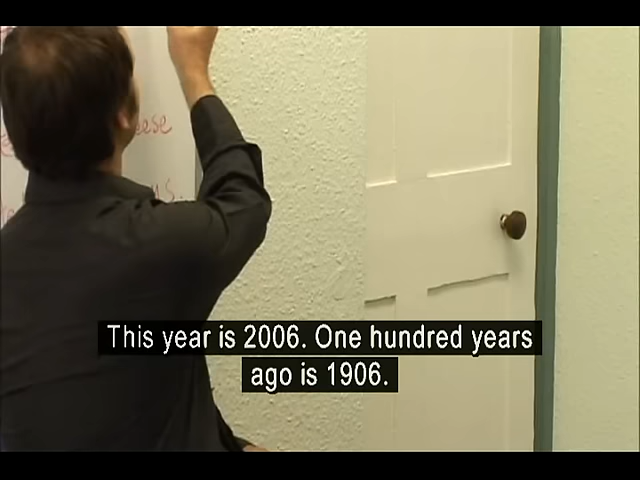 This year is 2006. One hundred years
ago is 1906.